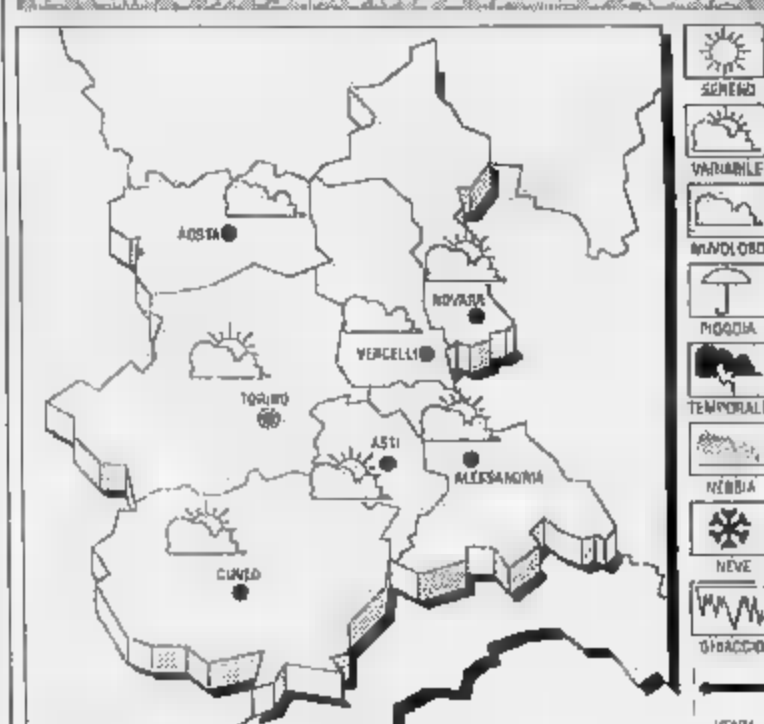 SERENO
VARIABILE
NUVOLOSO
PIOGGIA
TEMPORALE
NEBBIA
NEVE
GHIACCIO
AOSTA
NOVARA
VERCELLI
TORINO
ASTI
ALESSANDRIA
CUNEO